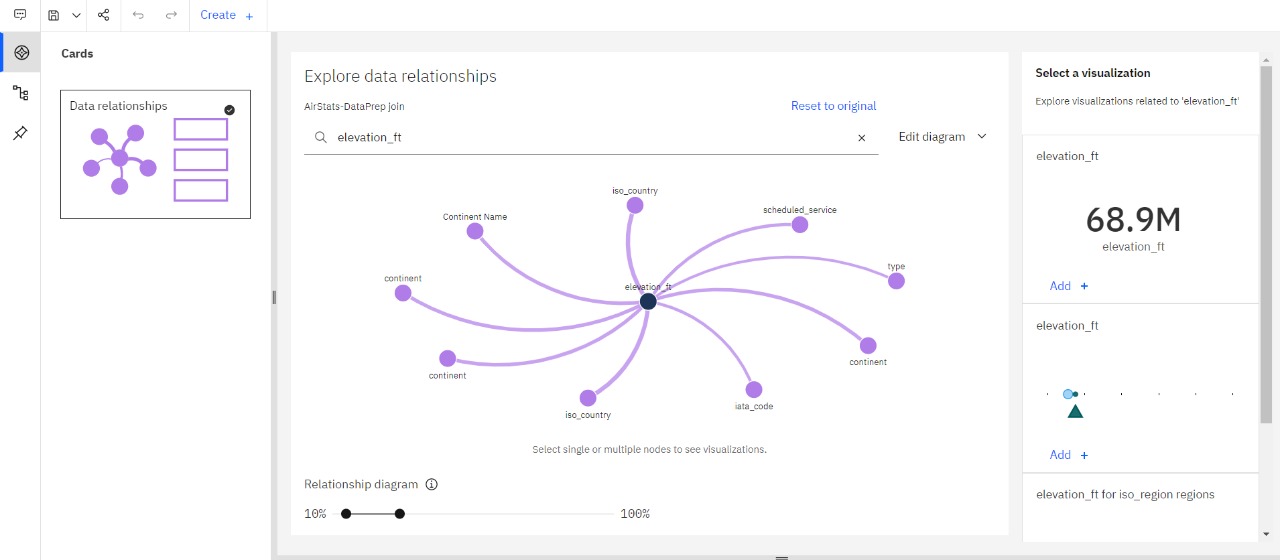 Create +
Cards
Data relationships
Explore data relationships
AirStats-DataPrep join
Reset to original
elevation_ft
Edit diagram
iso_country
Continent Name
scheduled_service
type
continent
elevation_ft
continent
continent
iso_country
iata_code
Select single or multiple nodes to see visualizations.
Relationship diagram
10%
100%
Select a visualization
Explore visualizations related to 'elevation_ft'
elevation_ft
68.9M
elevation_ft
Add +
elevation_ft
Add +
elevation_ft for iso_region regions